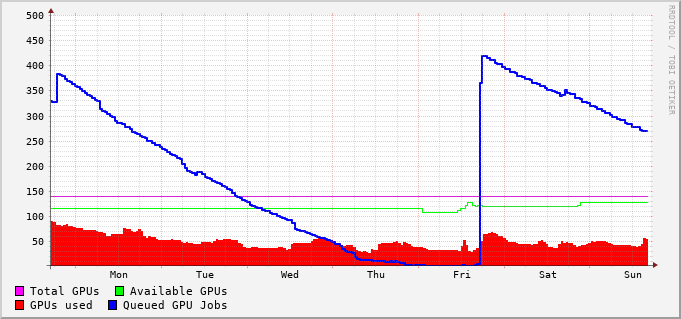 500
450
400
350
300
250
200
150
100
50
Mon Tue Wed Thu Fri Sat Sun
Total GPUs Available GPUs
GPUs used Queued GPU Jobs
RRDTOOL / TOBI OETIKER